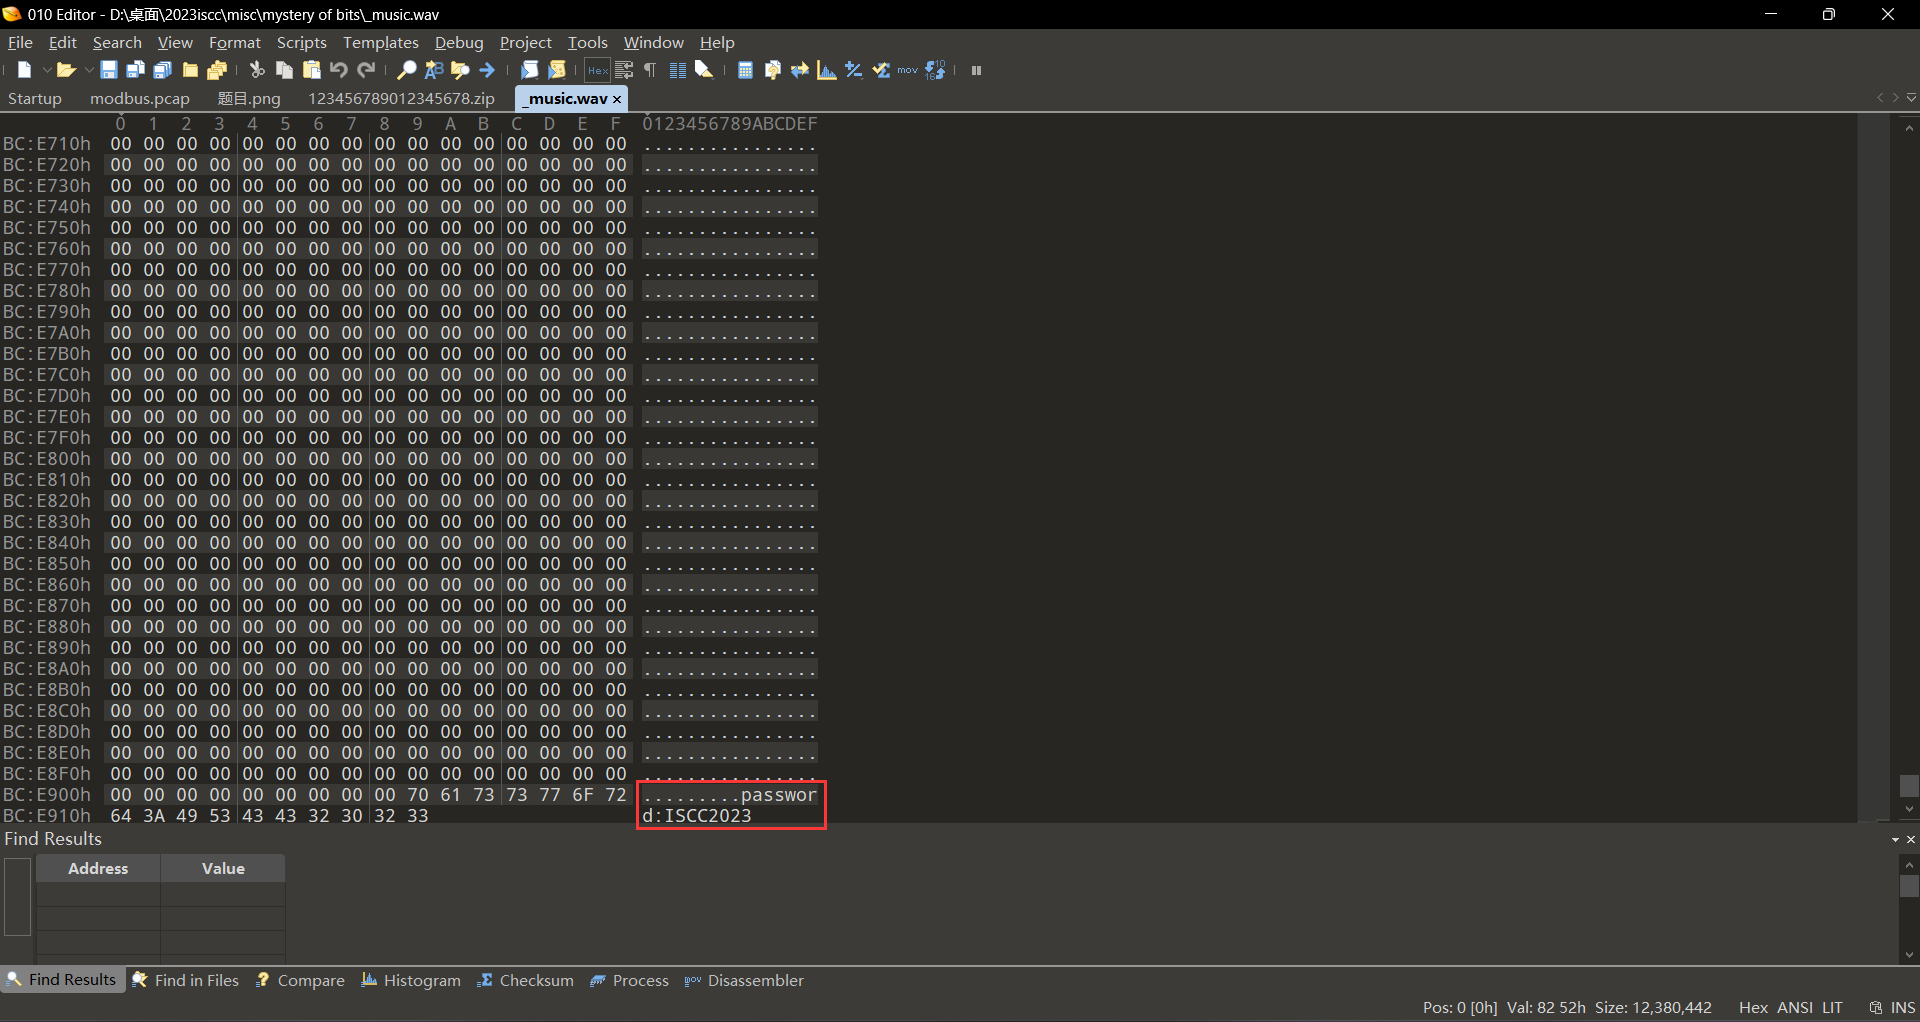 010 Editor - D:\桌面\2023iscc\misc\mystery of bits\_music.wav
File Edit Search View Format Scripts Templates Debug Project Tools Window Help
Startup modbus.pcap 题目.png 123456789012345678.zip _music.wav ×
0 1 2 3 4 5 6 7 8 9 A B C D E F 0123456789ABCDEF
BC:E710h 00 00 00 00 00 00 00 00 00 00 00 00 00 00 00 00 ................
BC:E720h 00 00 00 00 00 00 00 00 00 00 00 00 00 00 00 00 ................
BC:E730h 00 00 00 00 00 00 00 00 00 00 00 00 00 00 00 00 ................
BC:E740h 00 00 00 00 00 00 00 00 00 00 00 00 00 00 00 00 ................
BC:E750h 00 00 00 00 00 00 00 00 00 00 00 00 00 00 00 00 ................
BC:E760h 00 00 00 00 00 00 00 00 00 00 00 00 00 00 00 00 ................
BC:E770h 00 00 00 00 00 00 00 00 00 00 00 00 00 00 00 00 ................
BC:E780h 00 00 00 00 00 00 00 00 00 00 00 00 00 00 00 00 ................
BC:E790h 00 00 00 00 00 00 00 00 00 00 00 00 00 00 00 00 ................
BC:E7A0h 00 00 00 00 00 00 00 00 00 00 00 00 00 00 00 00 ................
BC:E7B0h 00 00 00 00 00 00 00 00 00 00 00 00 00 00 00 00 ................
BC:E7C0h 00 00 00 00 00 00 00 00 00 00 00 00 00 00 00 00 ................
BC:E7D0h 00 00 00 00 00 00 00 00 00 00 00 00 00 00 00 00 ................
BC:E7E0h 00 00 00 00 00 00 00 00 00 00 00 00 00 00 00 00 ................
BC:E7F0h 00 00 00 00 00 00 00 00 00 00 00 00 00 00 00 00 ................
BC:E800h 00 00 00 00 00 00 00 00 00 00 00 00 00 00 00 00 ................
BC:E810h 00 00 00 00 00 00 00 00 00 00 00 00 00 00 00 00 ................
BC:E820h 00 00 00 00 00 00 00 00 00 00 00 00 00 00 00 00 ................
BC:E830h 00 00 00 00 00 00 00 00 00 00 00 00 00 00 00 00 ................
BC:E840h 00 00 00 00 00 00 00 00 00 00 00 00 00 00 00 00 ................
BC:E850h 00 00 00 00 00 00 00 00 00 00 00 00 00 00 00 00 ................
BC:E860h 00 00 00 00 00 00 00 00 00 00 00 00 00 00 00 00 ................
BC:E870h 00 00 00 00 00 00 00 00 00 00 00 00 00 00 00 00 ................
BC:E880h 00 00 00 00 00 00 00 00 00 00 00 00 00 00 00 00 ................
BC:E890h 00 00 00 00 00 00 00 00 00 00 00 00 00 00 00 00 ................
BC:E8A0h 00 00 00 00 00 00 00 00 00 00 00 00 00 00 00 00 ................
BC:E8B0h 00 00 00 00 00 00 00 00 00 00 00 00 00 00 00 00 ................
BC:E8C0h 00 00 00 00 00 00 00 00 00 00 00 00 00 00 00 00 ................
BC:E8D0h 00 00 00 00 00 00 00 00 00 00 00 00 00 00 00 00 ................
BC:E8E0h 00 00 00 00 00 00 00 00 00 00 00 00 00 00 00 00 ................
BC:E8F0h 00 00 00 00 00 00 00 00 00 00 00 00 00 00 00 00 ................
BC:E900h 00 00 00 00 00 00 00 00 00 70 61 73 73 77 6F 72 .........passwor
BC:E910h 64 3A 49 53 43 43 32 30 32 33 d:ISCC2023
Find Results
Address Value
Find Results Find in Files Compare Histogram Checksum Process Disassembler
Pos: 0 [0h] Val: 82 52h Size: 12,380,442 Hex ANSI LIT INS